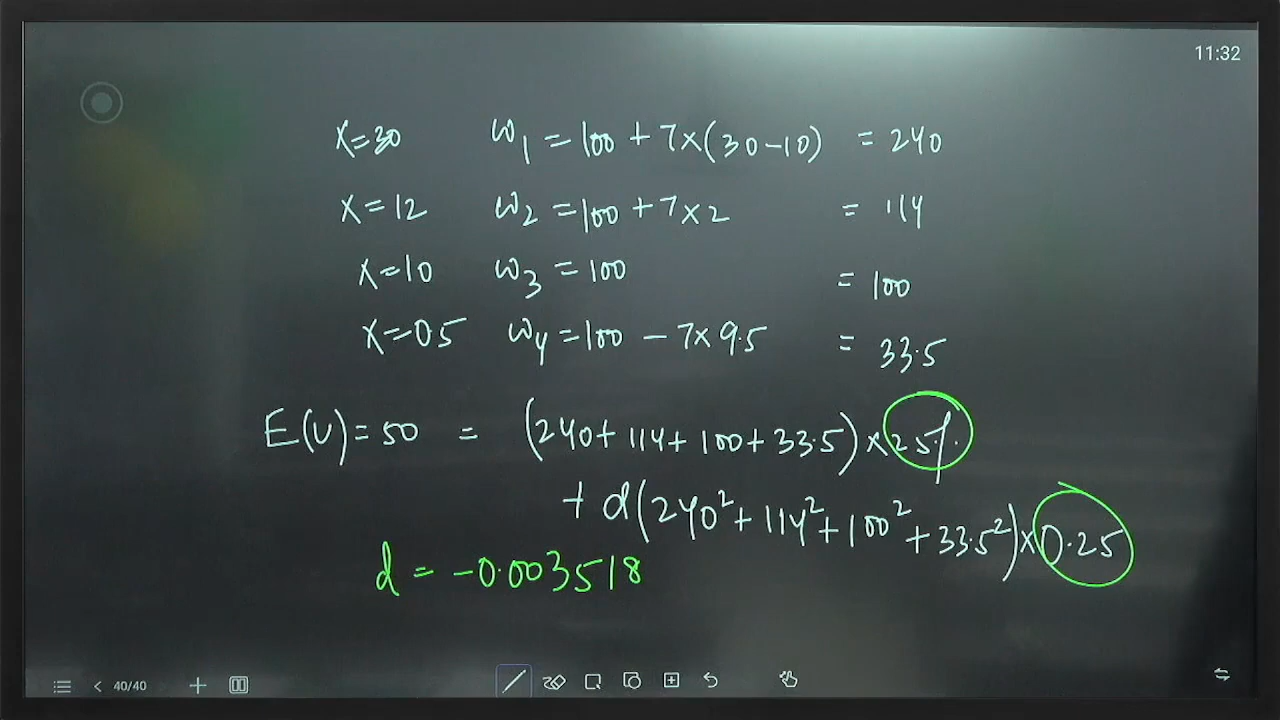 11:32
x=30 w₁ = 100 + 7×(30-10) = 240
x=12 w₂ = 100 + 7×2 = 114
x=10 w₃ = 100 = 100
x=0.5 w₄ = 100 - 7×9.5 = 33.5
E(U)= 50 = (240+114+100+33.5)×25%
+ d(240²+114²+100²+33.5²)×0.25
d = -0.003518
40/40